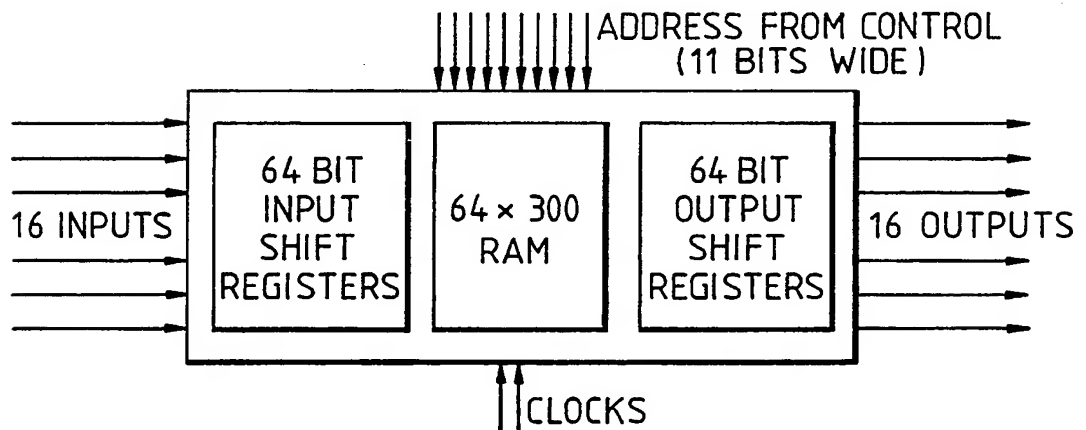 ADDRESS FROM CONTROL
(11 BITS WIDE)
16 INPUTS
64 BIT
INPUT
SHIFT
REGISTERS
64 × 300
RAM
64 BIT
OUTPUT
SHIFT
REGISTERS
16 OUTPUTS
CLOCKS